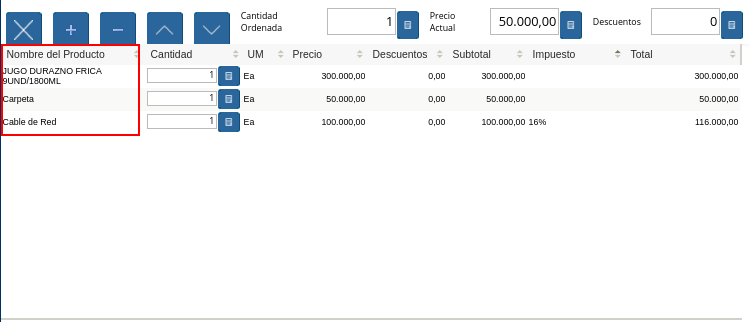 Cantidad Ordenada 1 Precio Actual 50.000,00 Descuentos 0
Nombre del Producto Cantidad UM Precio Descuentos Subtotal Impuesto Total
JUGO DURAZNO FRICA
9UND/1800ML 1 Ea 300.000,00 0,00 300.000,00 300.000,00
Carpeta 1 Ea 50.000,00 0,00 50.000,00 50.000,00
Cable de Red 1 Ea 100.000,00 0,00 100.000,00 16% 116.000,00